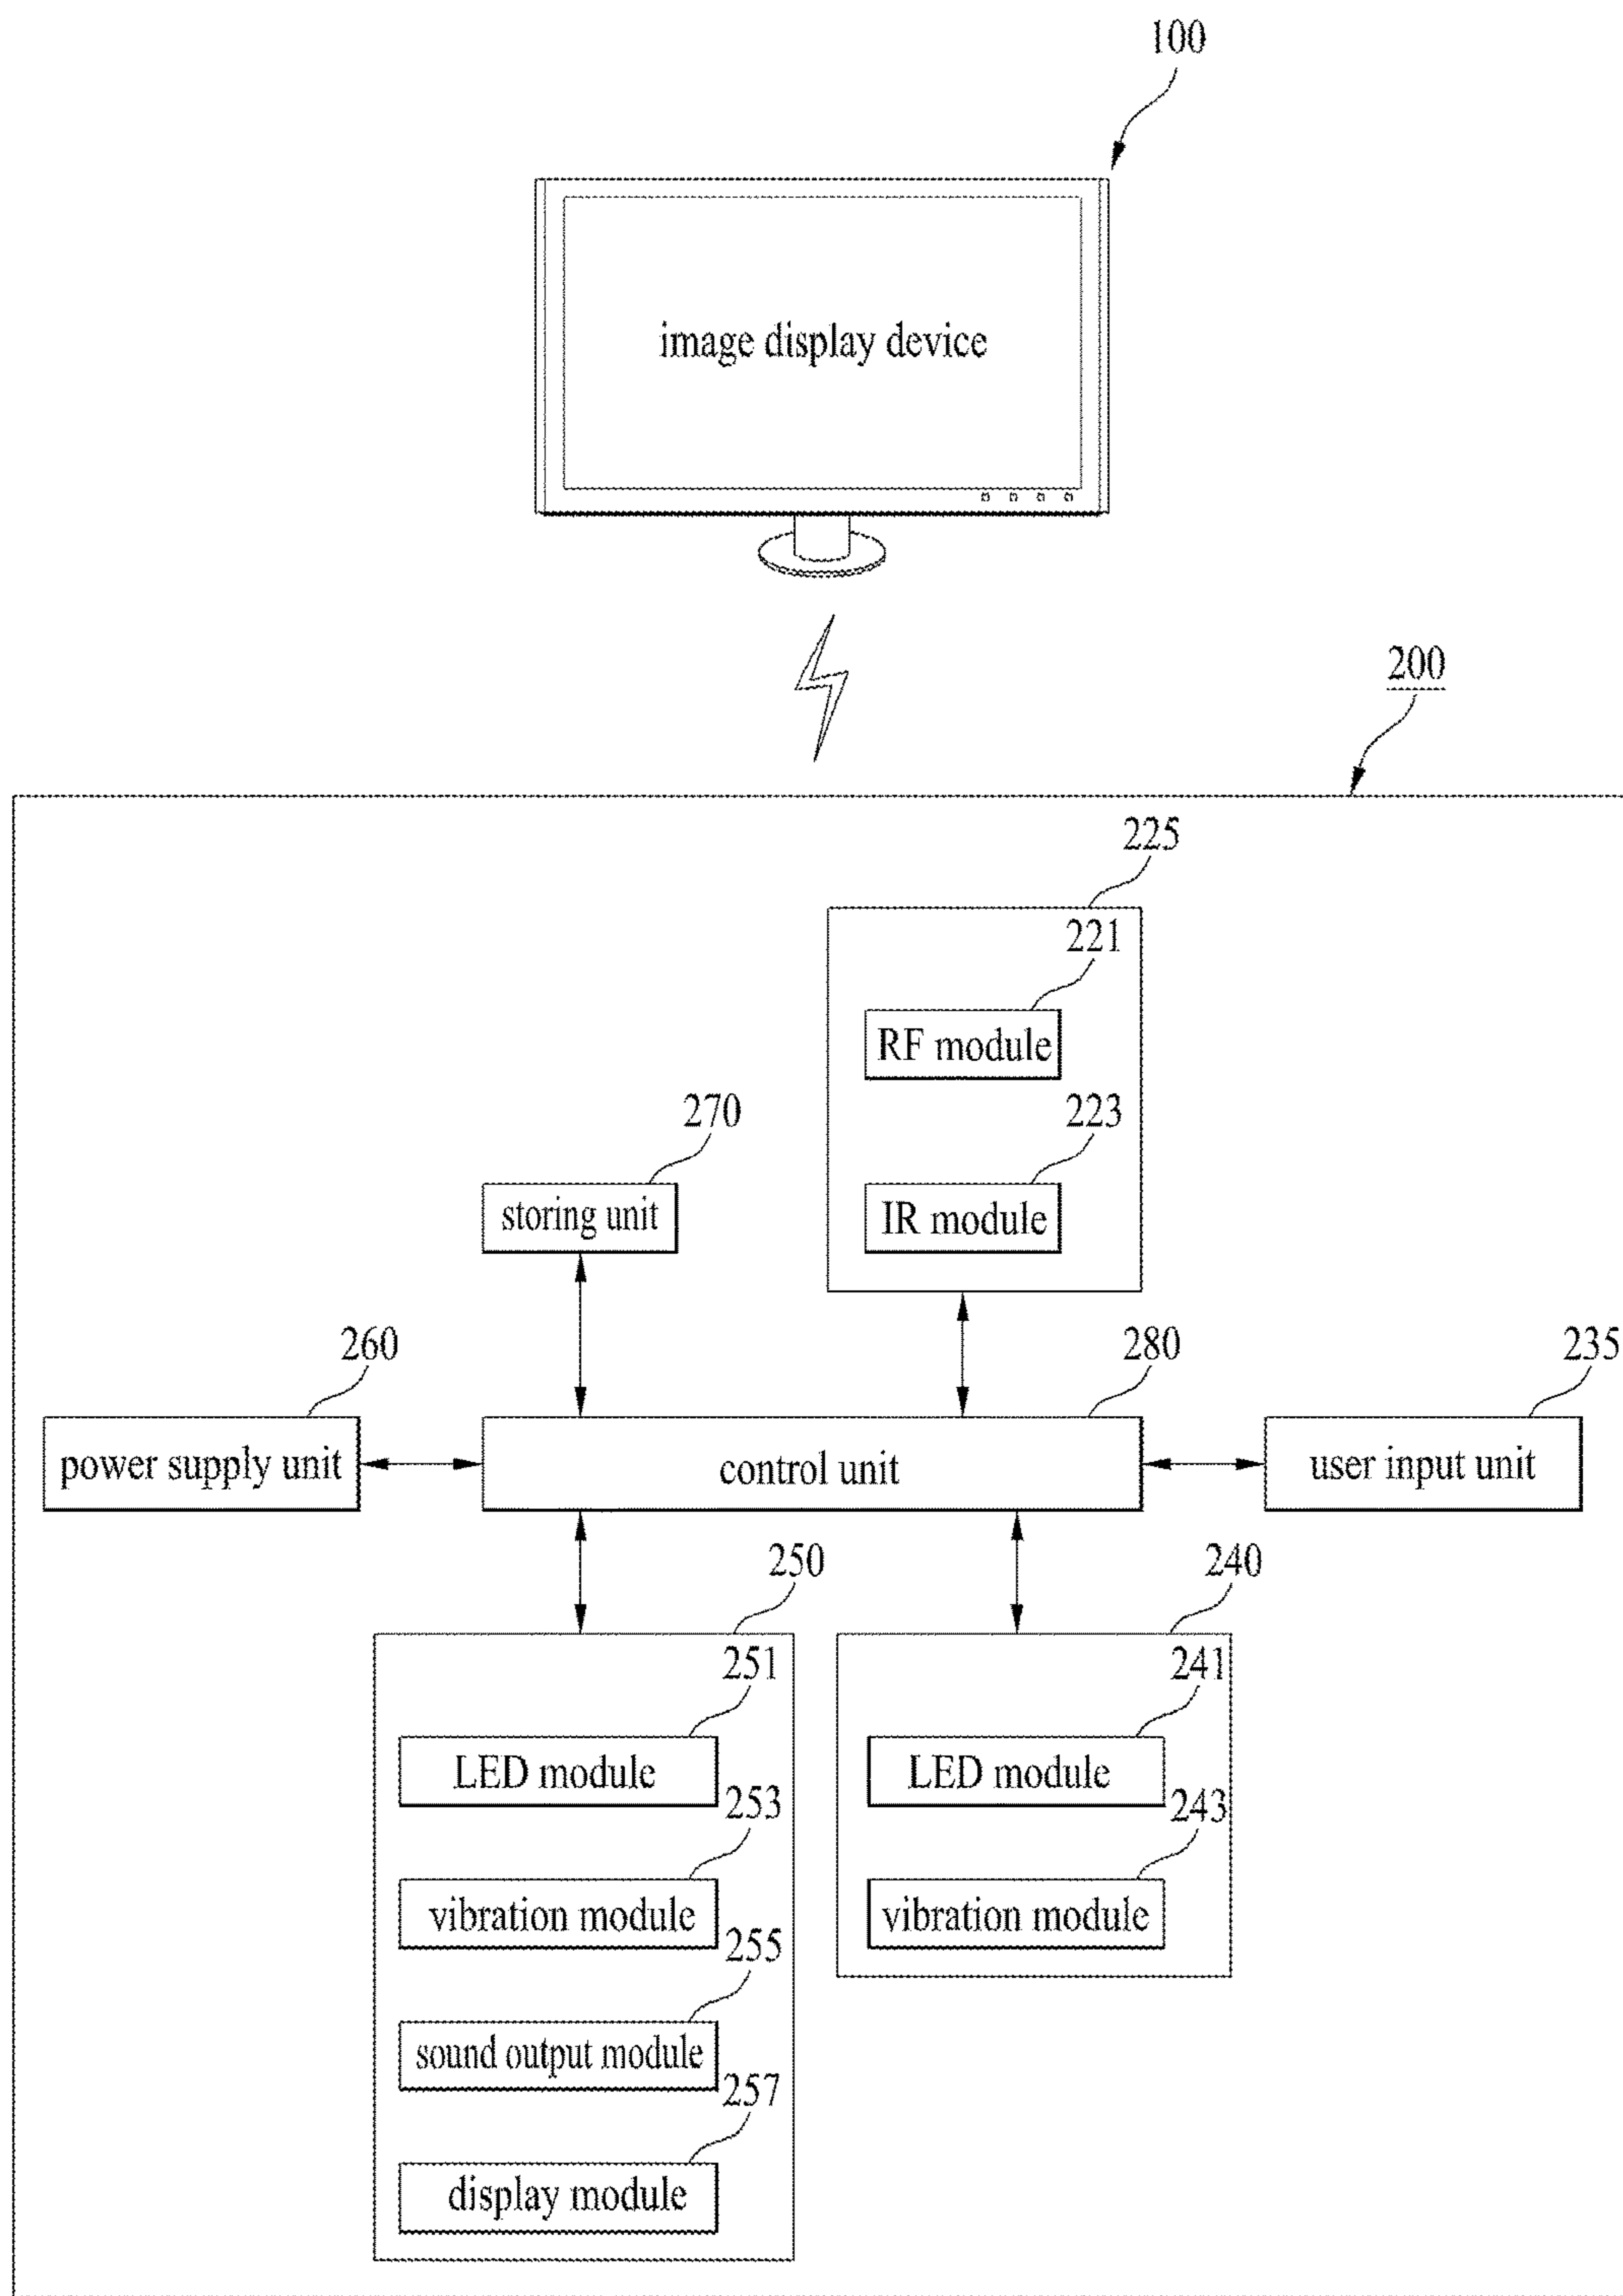 100
image display device
200
225
221
RF module
270
223
storing unit
IR module
260
280
235
power supply unit
control unit
user input unit
250
240
251
241
LED module
LED module
253
243
vibration module
vibration module
255
sound output module
257
display module